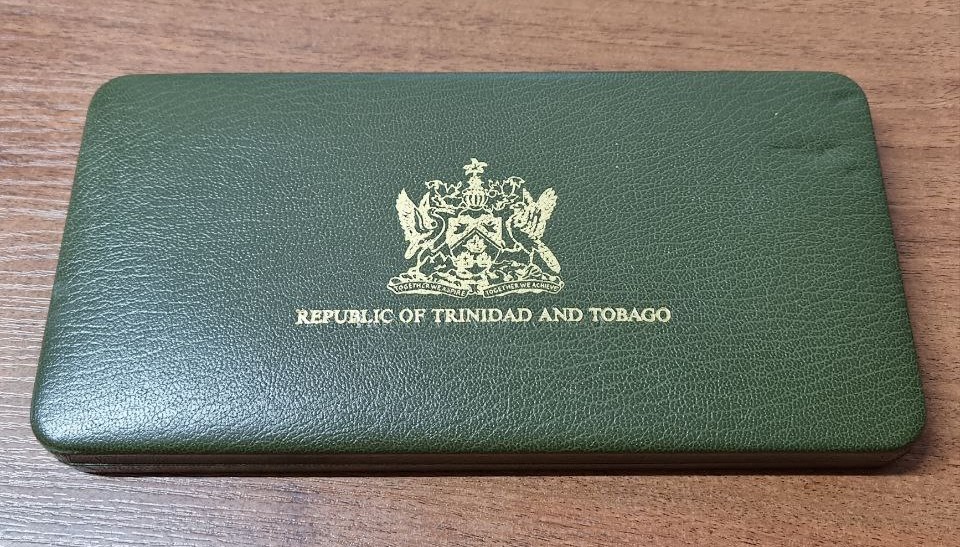 TOGETHER WE ASPIRE TOGETHER WE ACHIEVE
REPUBLIC OF TRINIDAD AND TOBAGO